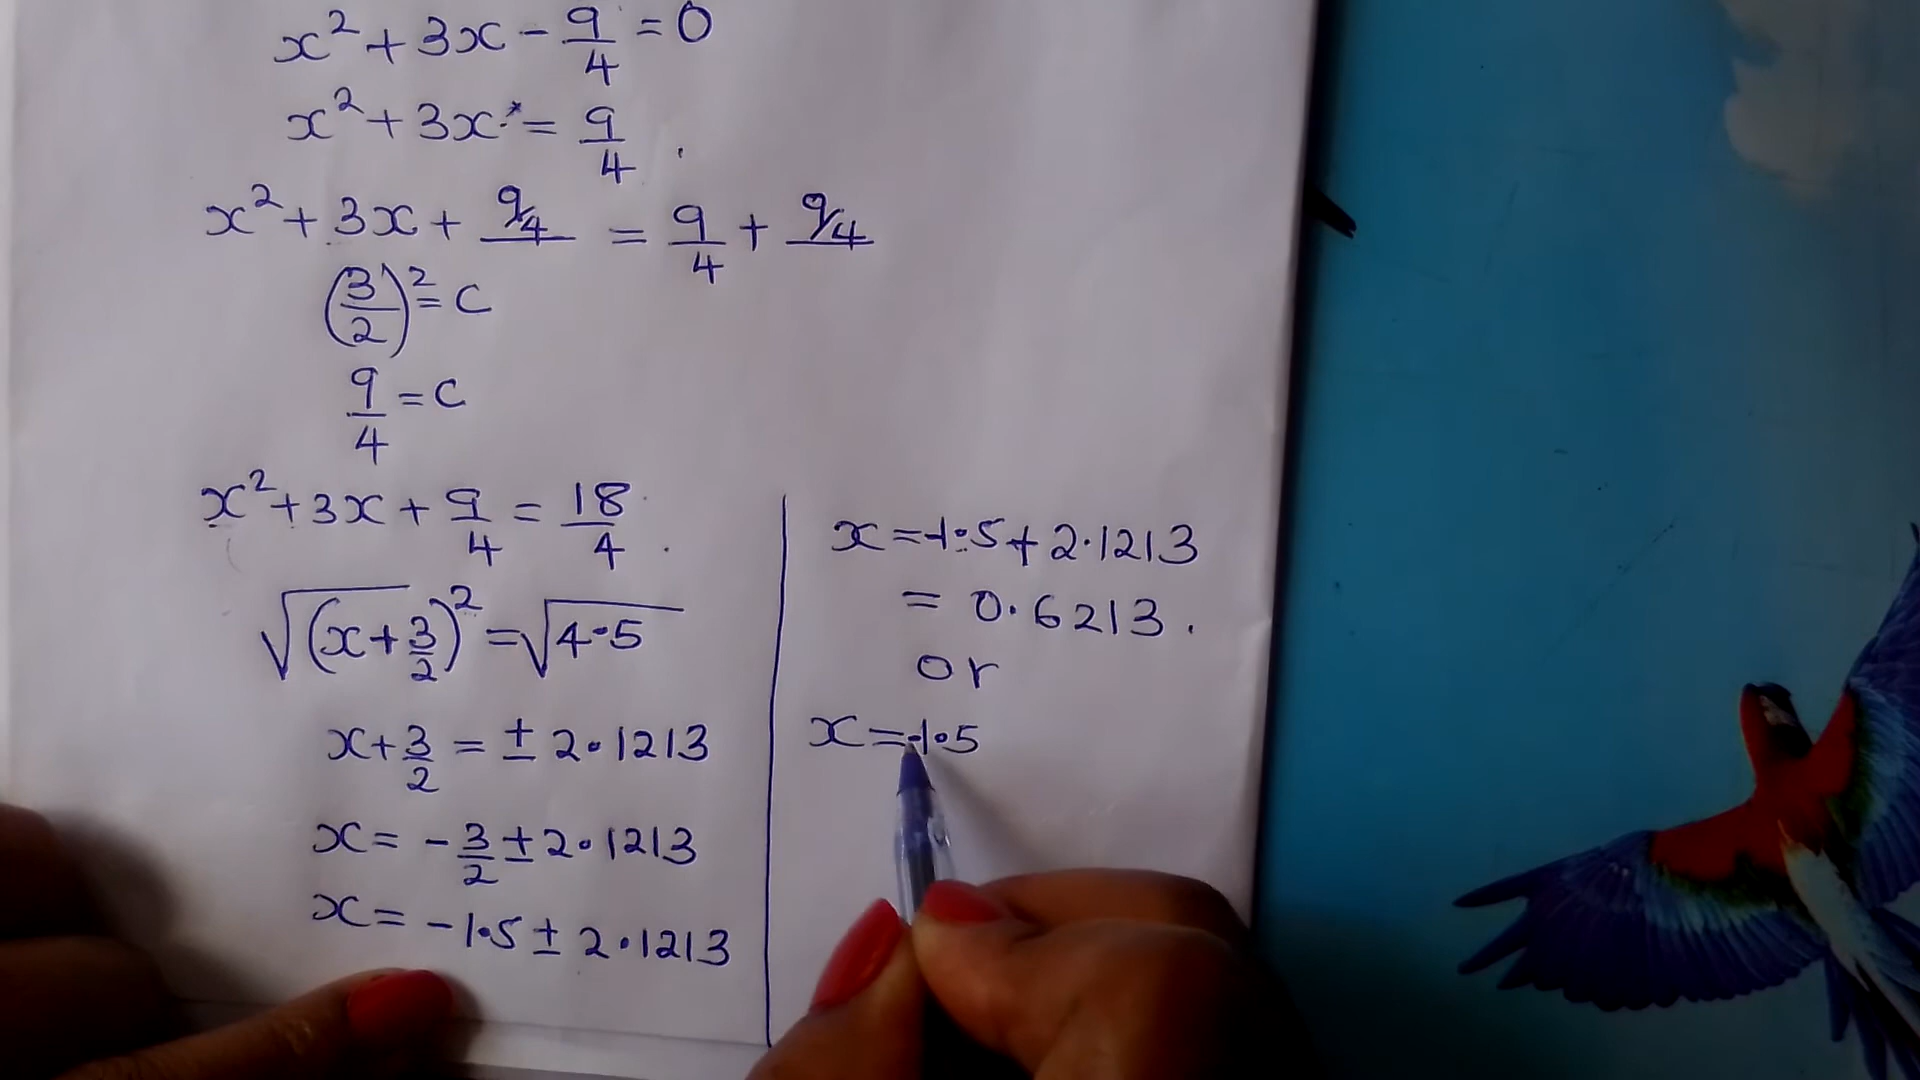 x² + 3x - 9/4 = 0
x² + 3x = 9/4
x² + 3x + 9/4 = 9/4 + 9/4
(3/2)² = c
9/4 = c
x² + 3x + 9/4 = 18/4
√(x + 3/2)² = √4.5
x + 3/2 = ± 2.1213
x = - 3/2 ± 2.1213
x = - 1.5 ± 2.1213
x = -1.5 + 2.1213
= 0.6213.
or
x = -1.5